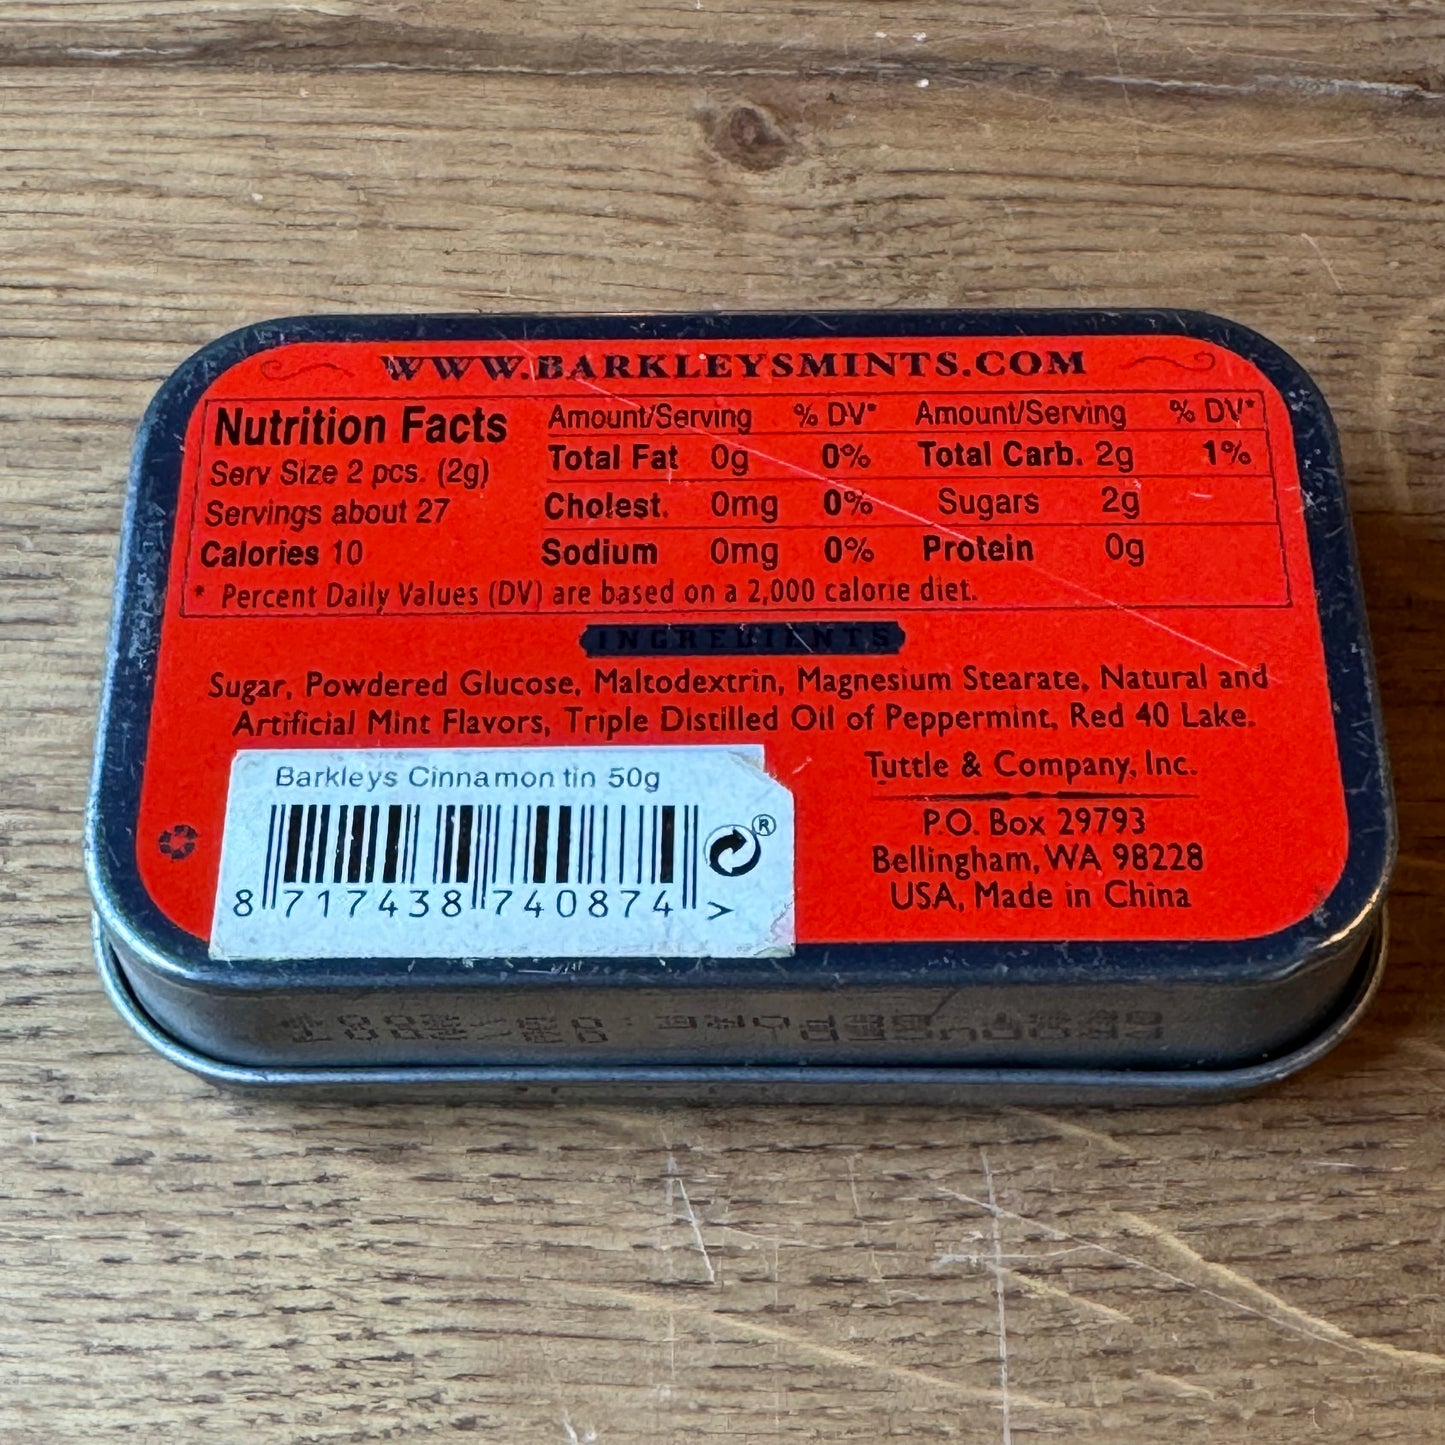 WWW.BARKLEYSMINTS.COM
Nutrition Facts
Serv Size 2 pcs. (2g)
Servings about 27
Calories 10
Amount/Serving % DV* Amount/Serving % DV*
Total Fat 0g 0% Total Carb. 2g 1%
Cholest. 0mg 0% Sugars 2g
Sodium 0mg 0% Protein 0g
* Percent Daily Values (DV) are based on a 2,000 calorie diet.
INGREDIENTS
Sugar, Powdered Glucose, Maltodextrin, Magnesium Stearate, Natural and
Artificial Mint Flavors, Triple Distilled Oil of Peppermint, Red 40 Lake.
Barkleys Cinnamon tin 50g
®
8 717438 740874 >
Tuttle & Company, Inc.
P.O. Box 29793
Bellingham, WA 98228
USA, Made in China